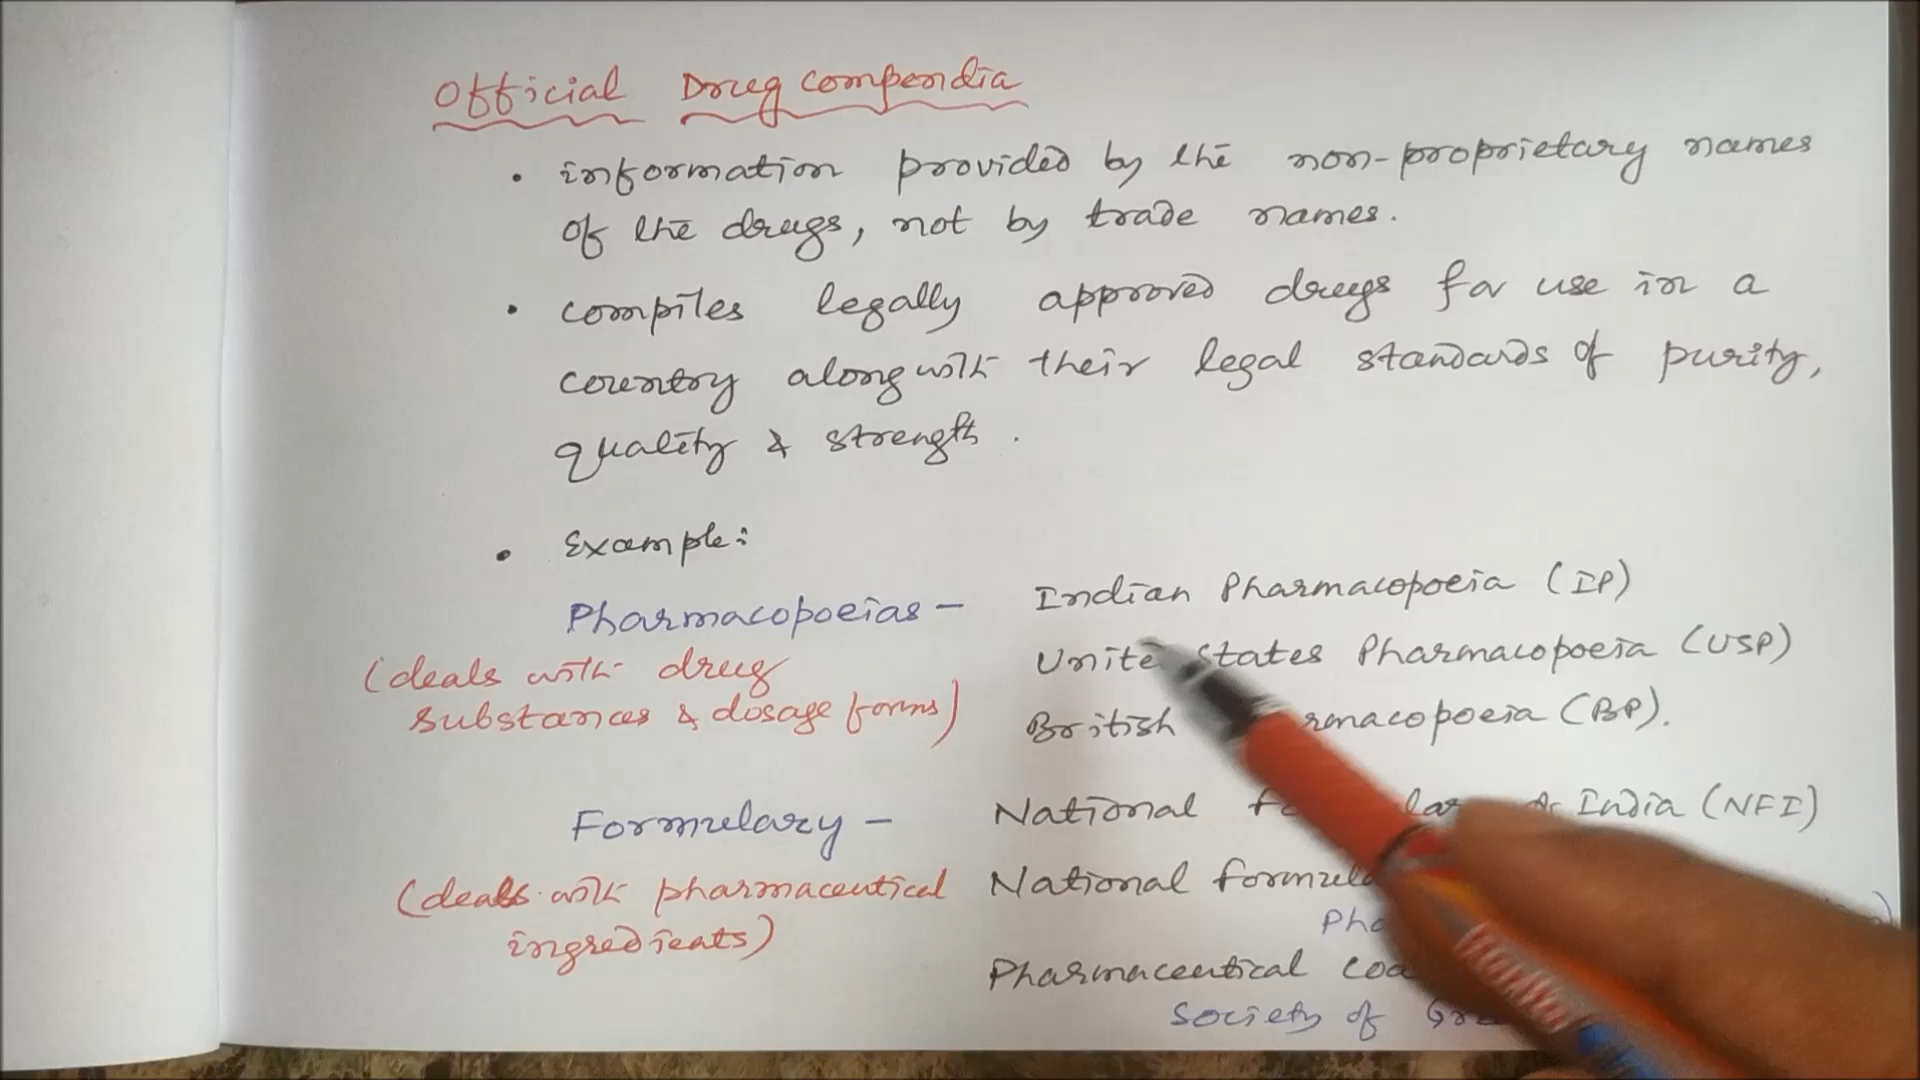 Official Drug Compendia
• information provided by the non-proprietary names
of the drugs, not by trade names.
• compiles legally approved drugs for use in a
country along with their legal standards of purity,
quality & strength.
• Example:
Pharmacopoeias - Indian Pharmacopoeia (IP)
(deals with drug
substances & dosage forms)
States Pharmacopoeia (USP)
British (BP).
Formulary - National India (NFI)
(deals with pharmaceutical
ingredients)
National
Pharmaceutical
Society of